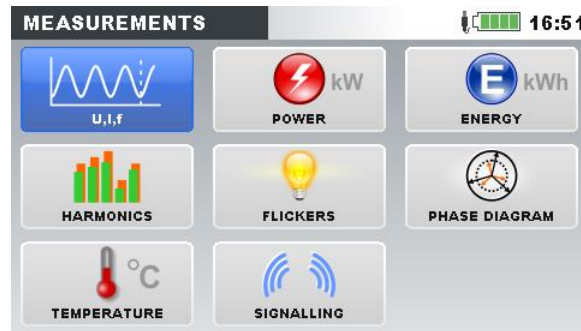 MEASUREMENTS 16:51
kW kWh
U,I,f POWER ENERGY
HARMONICS FLICKERS PHASE DIAGRAM
°C
TEMPERATURE SIGNALLING